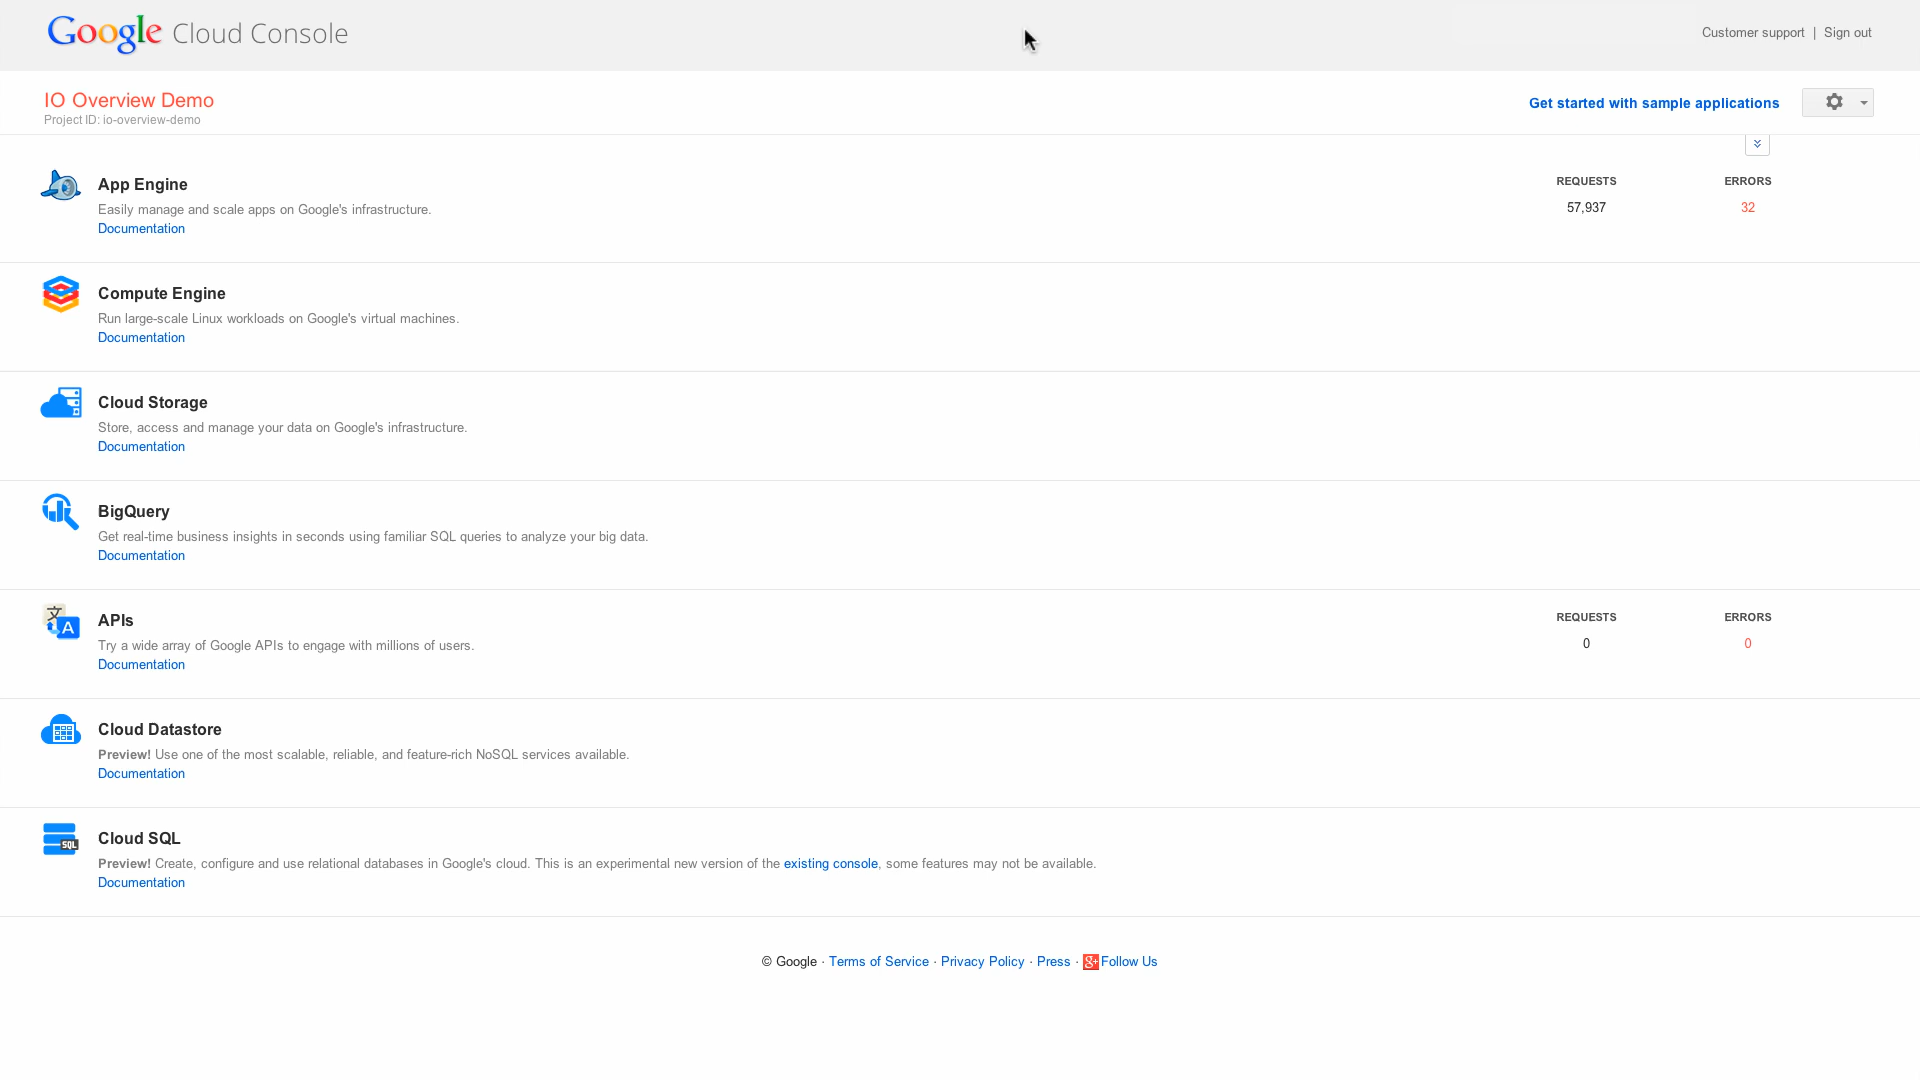 Google Cloud Console
Customer support | Sign out
IO Overview Demo
Project ID: io-overview-demo
Get started with sample applications
App Engine
Easily manage and scale apps on Google's infrastructure.
Documentation
REQUESTS ERRORS
57,937 32
Compute Engine
Run large-scale Linux workloads on Google's virtual machines.
Documentation
Cloud Storage
Store, access and manage your data on Google's infrastructure.
Documentation
BigQuery
Get real-time business insights in seconds using familiar SQL queries to analyze your big data.
Documentation
文
A
APIs
Try a wide array of Google APIs to engage with millions of users.
Documentation
REQUESTS ERRORS
0 0
Cloud Datastore
Preview! Use one of the most scalable, reliable, and feature-rich NoSQL services available.
Documentation
SQL
Cloud SQL
Preview! Create, configure and use relational databases in Google's cloud. This is an experimental new version of the existing console, some features may not be available.
Documentation
© Google · Terms of Service · Privacy Policy · Press · g+ Follow Us